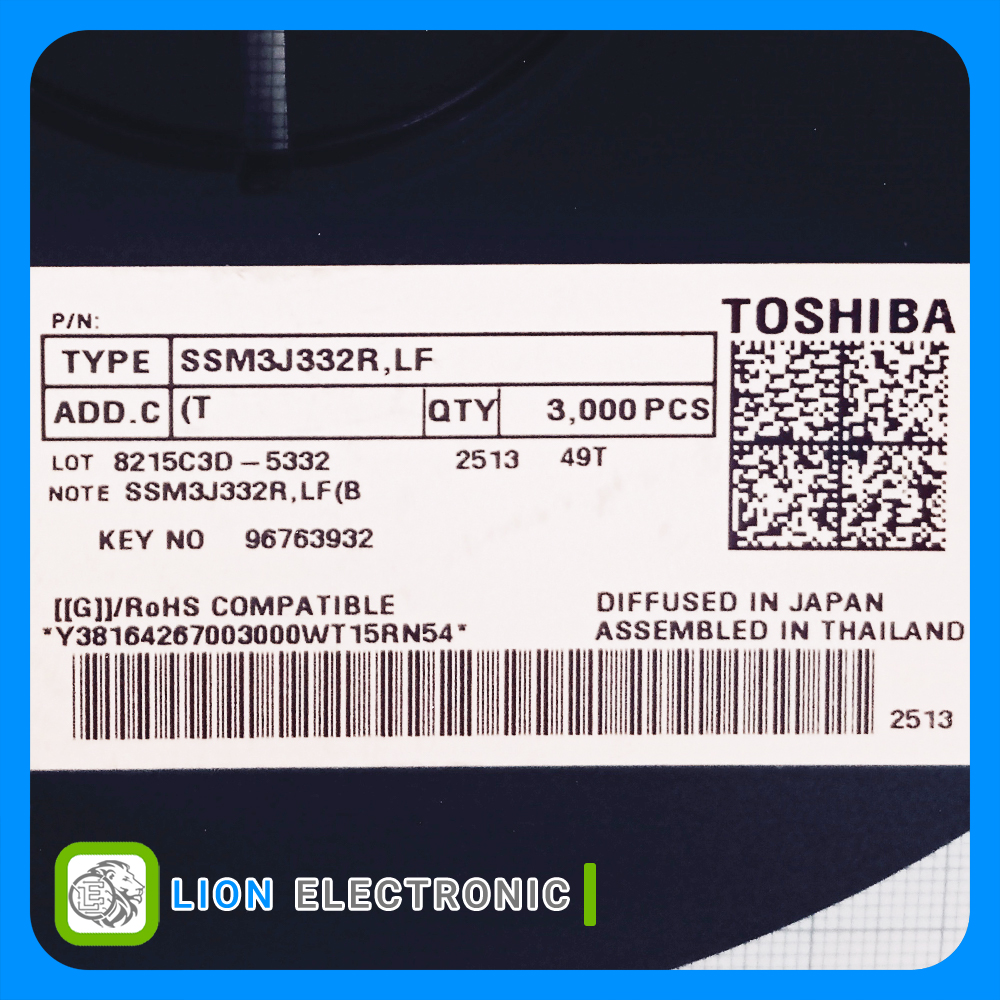 P/N:
TOSHIBA
TYPE SSM3J332R,LF
ADD.C (T QTY 3,000 PCS
LOT 8215C3D-5332 2513 49T
NOTE SSM3J332R,LF(B
KEY NO 96763932
[[G]]/RoHS COMPATIBLE
DIFFUSED IN JAPAN
*Y38164267003000WT15RN54*
ASSEMBLED IN THAILAND
2513
LE
LION ELECTRONIC